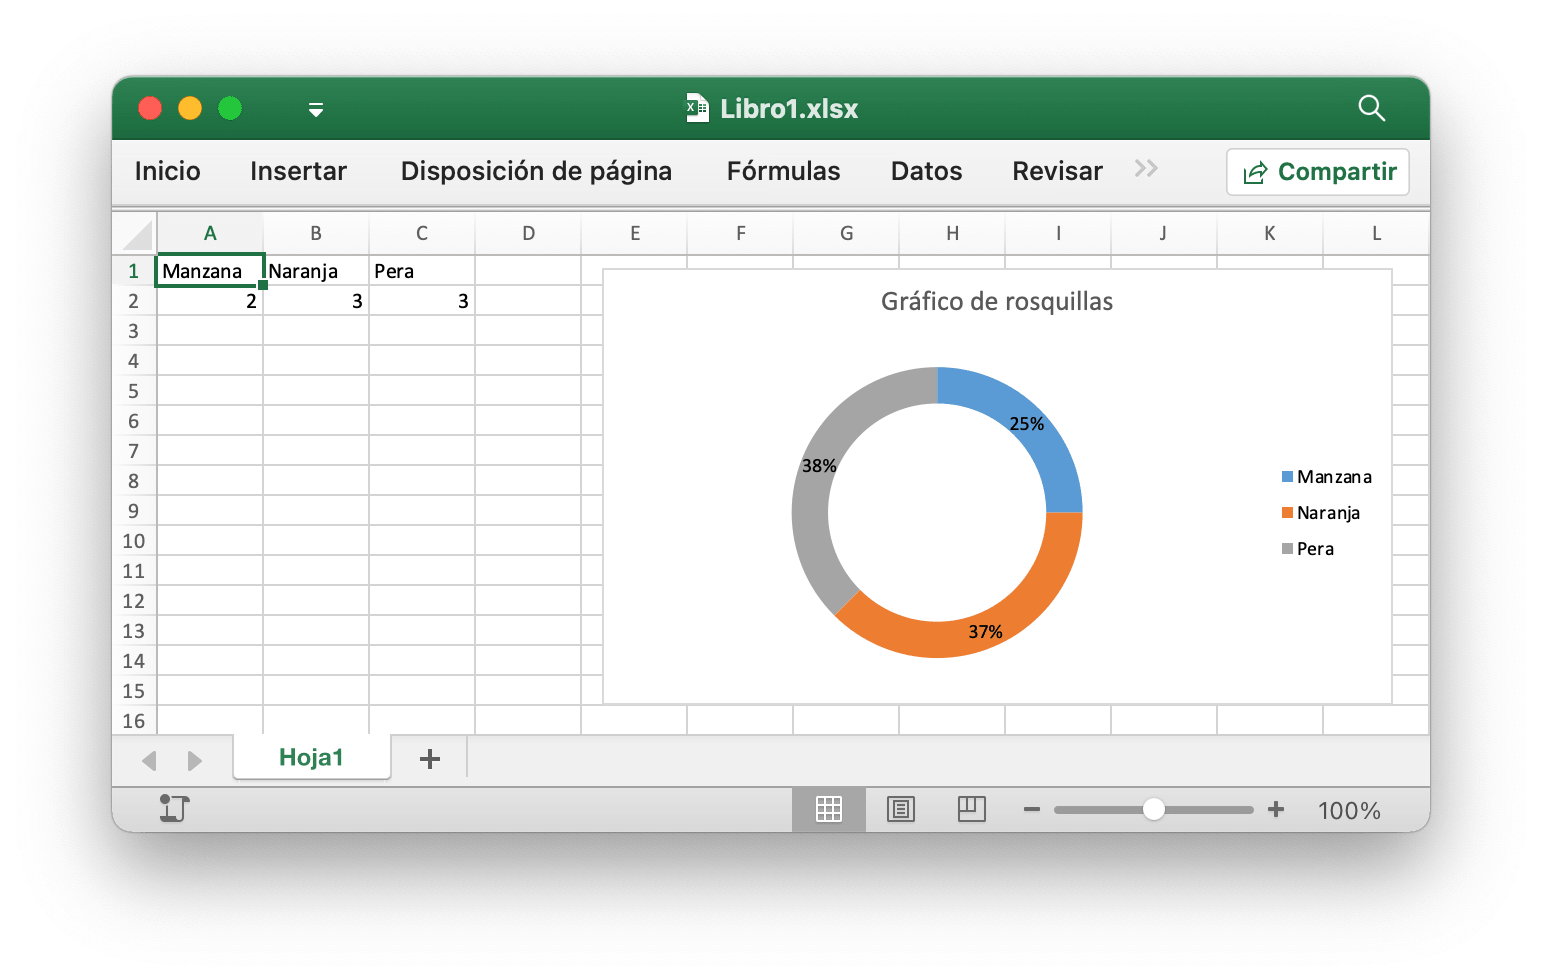 Libro1.xlsx
Inicio Insertar Disposición de página Fórmulas Datos Revisar Compartir
A B C D E F G H I J K L
1 Manzana Naranja Pera
2 2 3 3
3
4
5
6
7
8
9
10
11
12
13
14
15
16
Gráfico de rosquillas
25%
38%
37%
Manzana
Naranja
Pera
Hoja1
100%